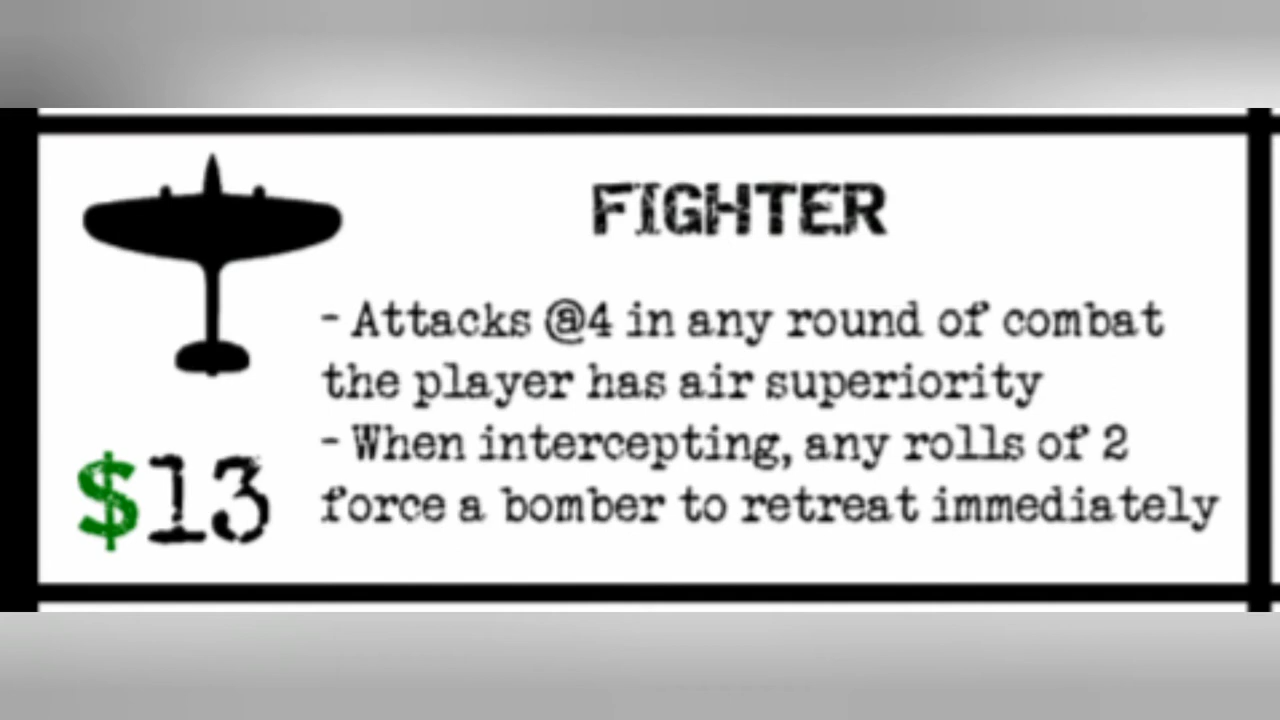 FIGHTER
- Attacks @4 in any round of combat
the player has air superiority
- When intercepting, any rolls of 2
force a bomber to retreat immediately
$13